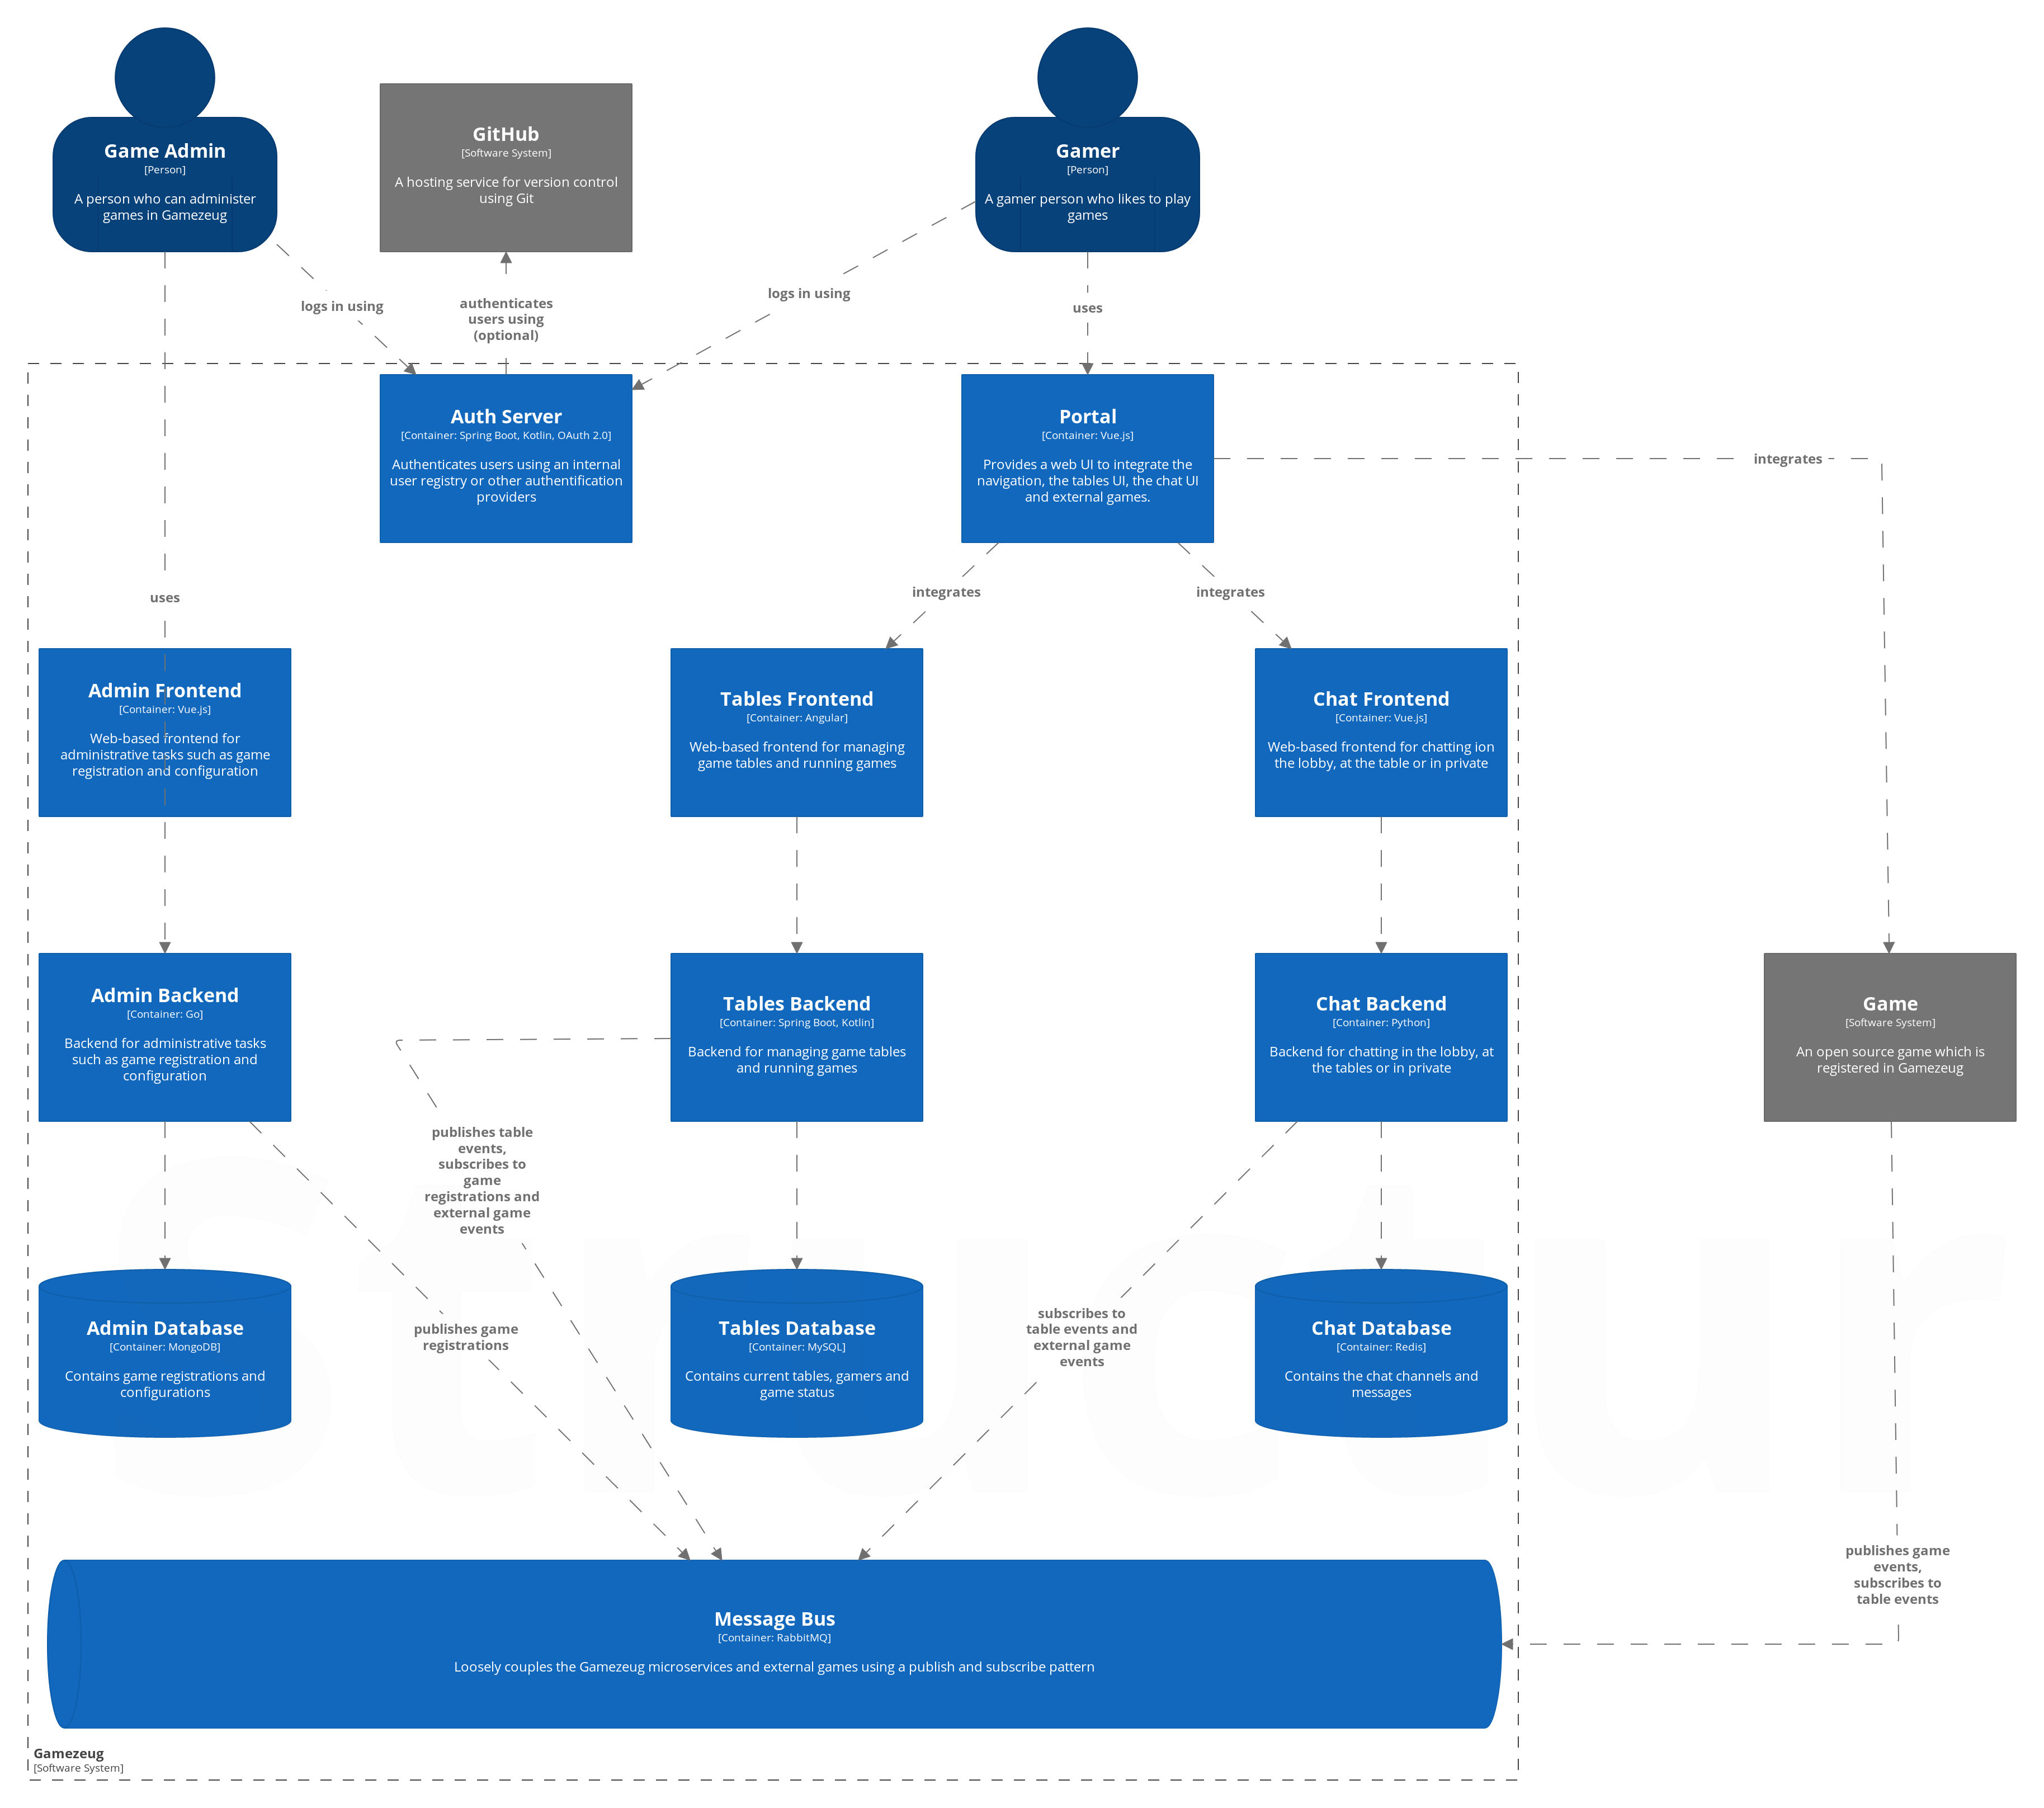 Game Admin
[Person]
A person who can administer
games in Gamezeug
GitHub
[Software System]
A hosting service for version control
using Git
Gamer
[Person]
A gamer person who likes to play
games
logs in using
authenticates
users using
(optional)
logs in using
uses
Auth Server
[Container: Spring Boot, Kotlin, OAuth 2.0]
Authenticates users using an internal
user registry or other authentification
providers
Portal
[Container: Vue.js]
Provides a web UI to integrate the
navigation, the tables UI, the chat UI
and external games.
integrates
uses
integrates
integrates
Admin Frontend
[Container: Vue.js]
Web-based frontend for
administrative tasks such as game
registration and configuration
Tables Frontend
[Container: Angular]
Web-based frontend for managing
game tables and running games
Chat Frontend
[Container: Vue.js]
Web-based frontend for chatting ion
the lobby, at the table or in private
Admin Backend
[Container: Go]
Backend for administrative tasks
such as game registration and
configuration
Tables Backend
[Container: Spring Boot, Kotlin]
Backend for managing game tables
and running games
Chat Backend
[Container: Python]
Backend for chatting in the lobby, at
the tables or in private
Game
[Software System]
An open source game which is
registered in Gamezeug
publishes table
events,
subscribes to
game
registrations and
external game
events
publishes game
registrations
subscribes to
table events and
external game
events
Admin Database
[Container: MongoDB]
Contains game registrations and
configurations
Tables Database
[Container: MySQL]
Contains current tables, gamers and
game status
Chat Database
[Container: Redis]
Contains the chat channels and
messages
publishes game
events,
subscribes to
table events
Message Bus
[Container: RabbitMQ]
Loosely couples the Gamezeug microservices and external games using a publish and subscribe pattern
Gamezeug
[Software System]
Structur